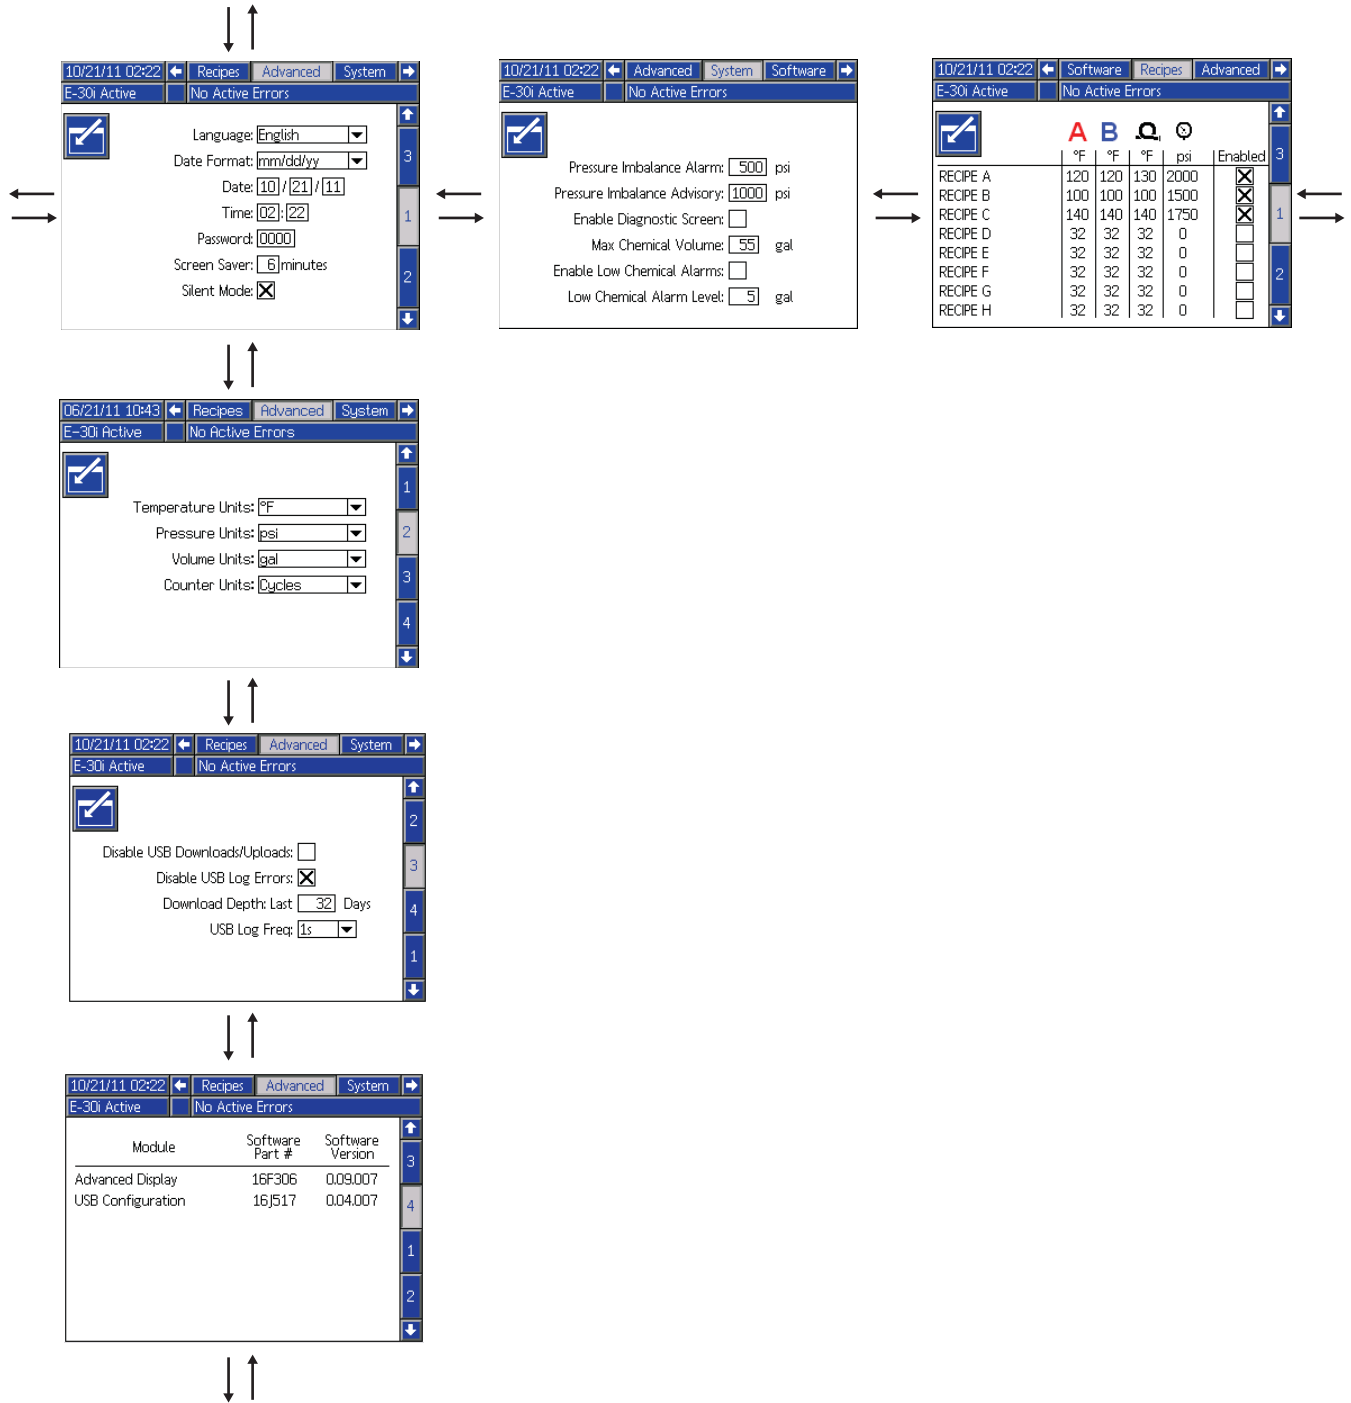 10/21/11 02:22 Recipes Advanced System
E-30i Active No Active Errors
Language: English
3
Date Format: mm/dd/yy
Date: 10 / 21 / 11
Time: 02 : 22
1
Password: 0000
Screen Saver: 6 minutes
2
Silent Mode: X
10/21/11 02:22 Advanced System Software
E-30i Active No Active Errors
Pressure Imbalance Alarm: 500 psi
Pressure Imbalance Advisory: 1000 psi
Enable Diagnostic Screen:
Max Chemical Volume: 55 gal
Enable Low Chemical Alarms:
Low Chemical Alarm Level: 5 gal
10/21/11 02:22 Software Recipes Advanced
E-30i Active No Active Errors
A B
°F °F °F psi Enabled 3
RECIPE A 120 120 130 2000 X
RECIPE B 100 100 100 1500 X
RECIPE C 140 140 140 1750 X 1
RECIPE D 32 32 32 0
RECIPE E 32 32 32 0
RECIPE F 32 32 32 0 2
RECIPE G 32 32 32 0
RECIPE H 32 32 32 0
06/21/11 10:43 Recipes Advanced System
E-30i Active No Active Errors
1
Temperature Units: °F
Pressure Units: psi
2
Volume Units: gal
Counter Units: Cycles
3
4
10/21/11 02:22 Recipes Advanced System
E-30i Active No Active Errors
2
Disable USB Downloads/Uploads:
3
Disable USB Log Errors: X
Download Depth: Last 32 Days
4
USB Log Freq: 1s
1
10/21/11 02:22 Recipes Advanced System
E-30i Active No Active Errors
Module Software Part # Software Version
3
Advanced Display 16F306 0.09.007
USB Configuration 16J517 0.04.007
4
1
2